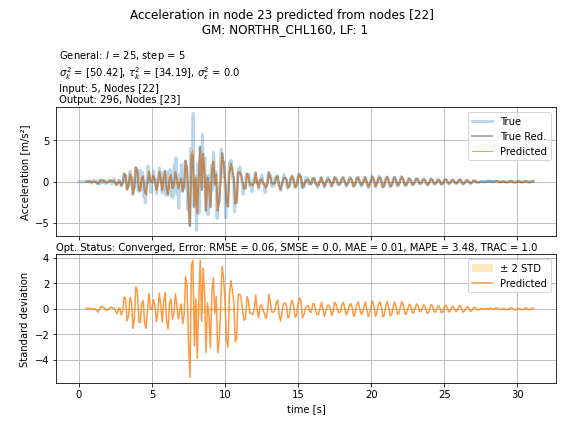 Acceleration in node 23 predicted from nodes [22]
GM: NORTHR_CHL160, LF: 1
General: l = 25, step = 5
σ²ₖ = [50.42], τ²ₖ = [34.19], σ²ε = 0.0
Input: 5, Nodes [22]
Output: 296, Nodes [23]
Acceleration [m/s²]
5
0
−5
True
True Red.
Predicted
Opt. Status: Converged, Error: RMSE = 0.06, SMSE = 0.0, MAE = 0.01, MAPE = 3.48, TRAC = 1.0
Standard deviation
4
2
0
−2
−4
± 2 STD
Predicted
0 5 10 15 20 25 30
time [s]